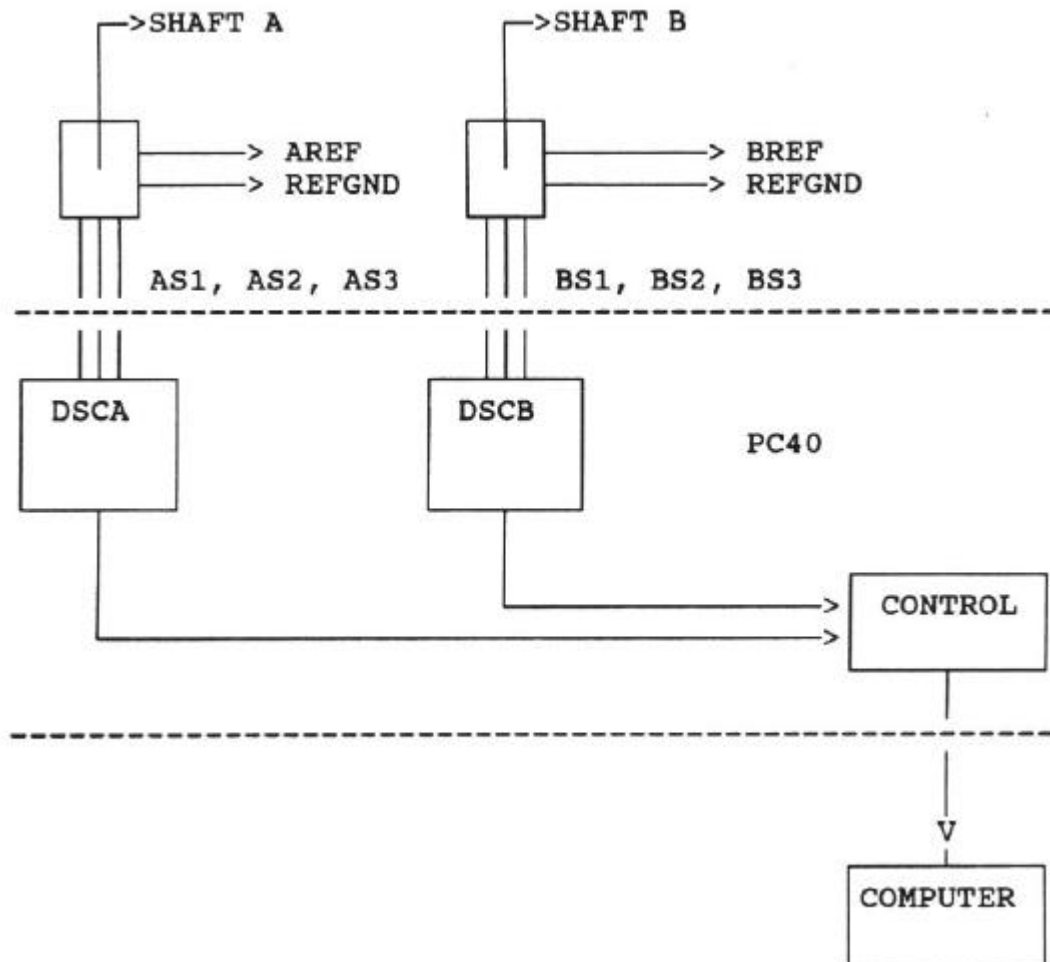 >SHAFT A
>SHAFT B
> AREF
> REFGND
> BREF
> REFGND
AS1, AS2, AS3
BS1, BS2, BS3
DSCA
DSCB
PC40
> CONTROL
>
V
COMPUTER